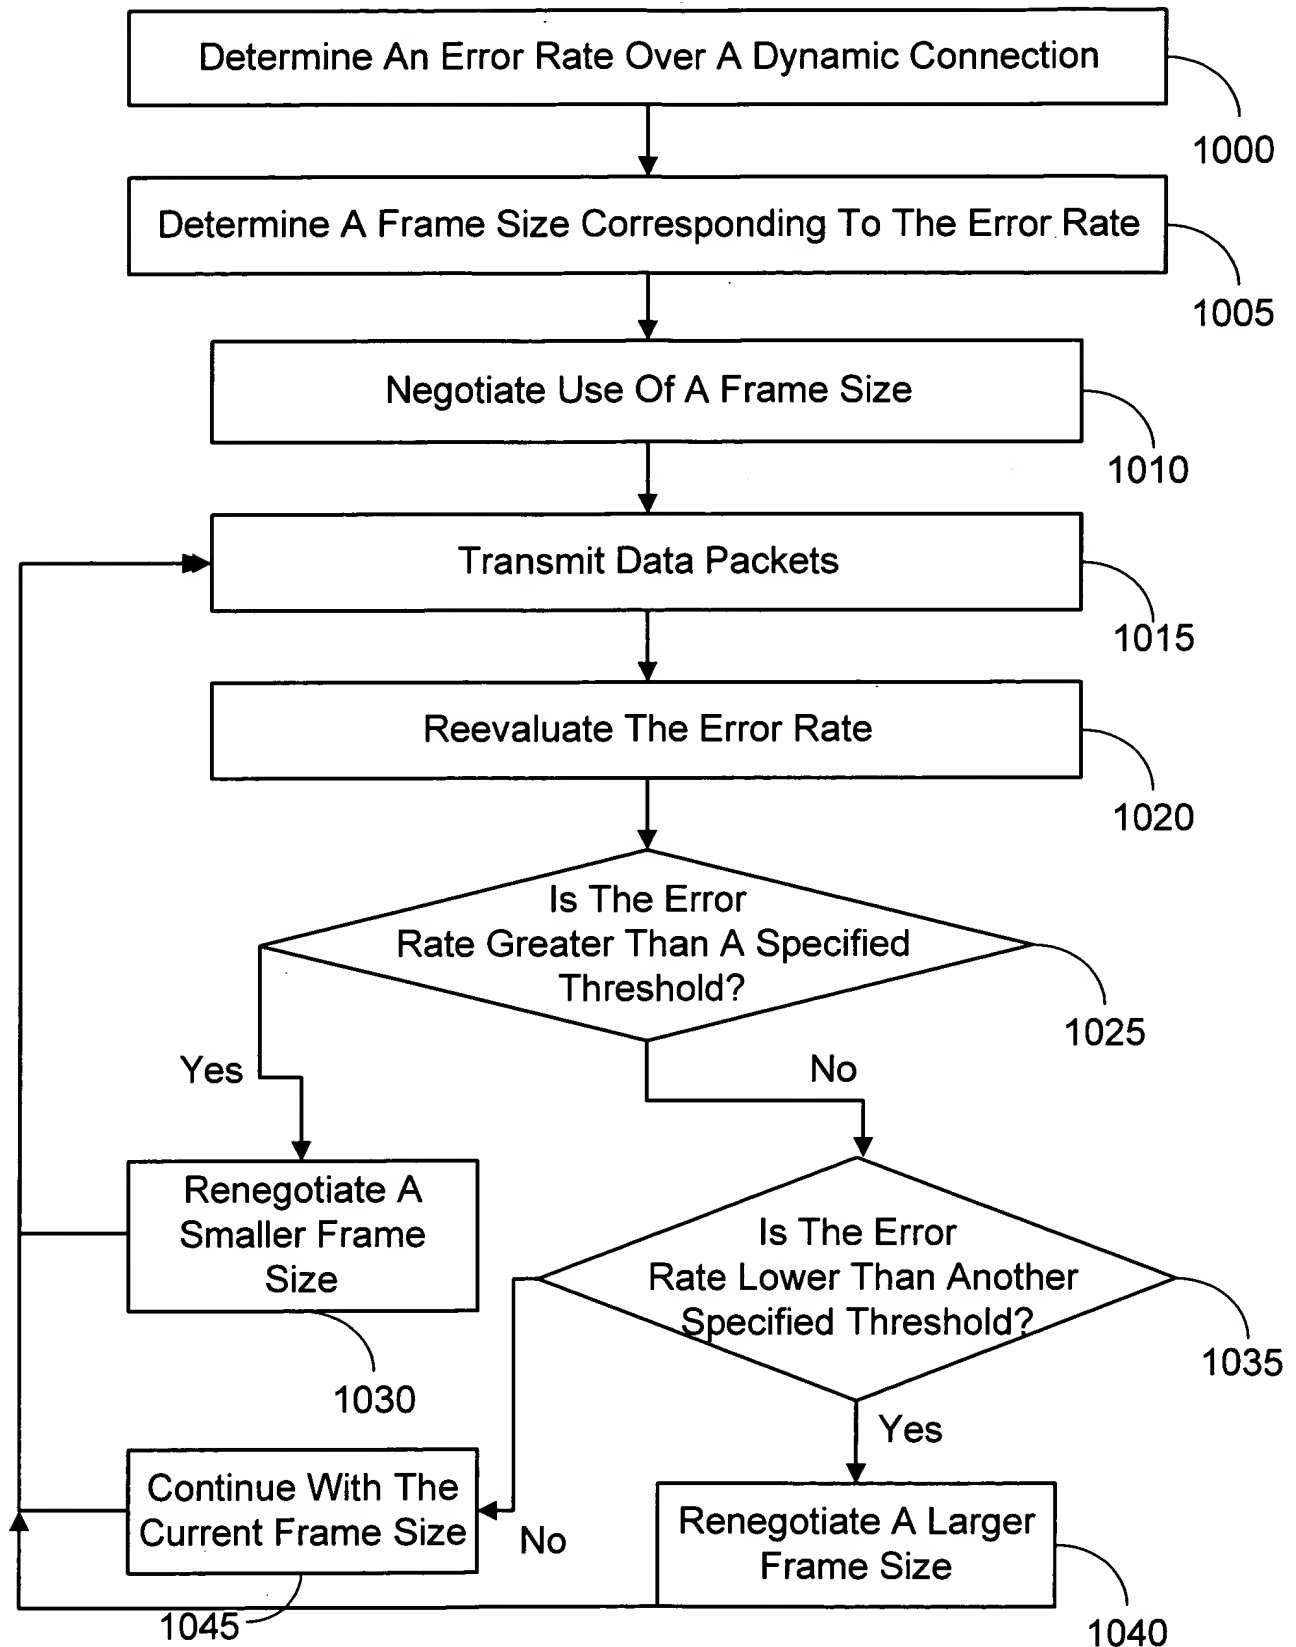 Determine An Error Rate Over A Dynamic Connection
1000
Determine A Frame Size Corresponding To The Error Rate
1005
Negotiate Use Of A Frame Size
1010
Transmit Data Packets
1015
Reevaluate The Error Rate
1020
Is The Error
Rate Greater Than A Specified
Threshold?
1025
Yes
No
Renegotiate A
Smaller Frame
Size
1030
Is The Error
Rate Lower Than Another
Specified Threshold?
1035
Yes
Continue With The
Current Frame Size
No
1045
Renegotiate A Larger
Frame Size
1040